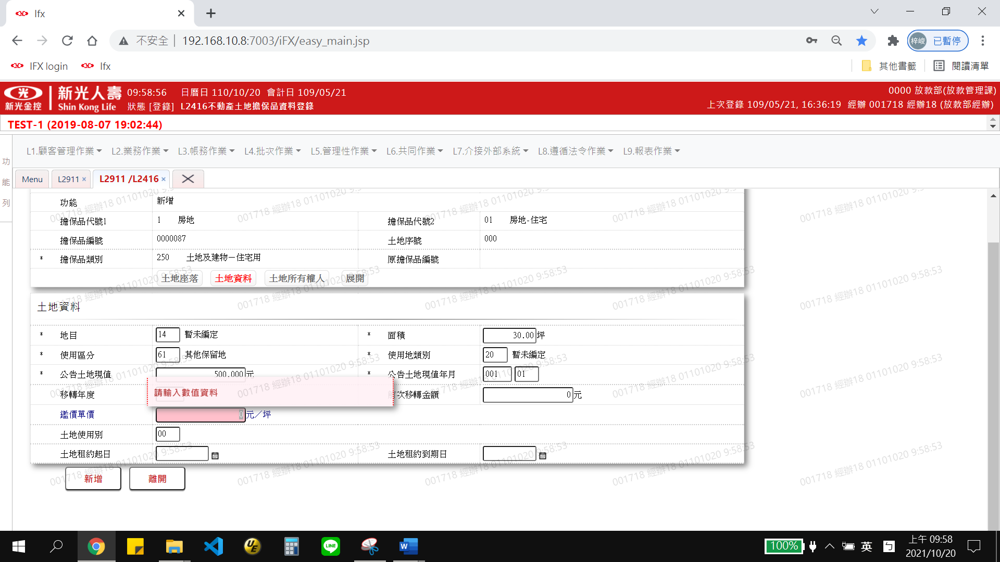 Ifx
不安全 192.168.10.8:7003/iFX/easy_main.jsp 梓峻 已暫停
IFX login Ifx 其他書籤 閱讀清單
新光金控 新光人壽 Shin Kong Life
09:58:56 日曆日 110/10/20 會計日 109/05/21
狀態 [登錄] L2416不動產土地擔保品資料登錄
0000 放款部(放款管理課)
上次登錄 109/05/21, 16:36:19 經辦 001718 經辦18 (放款部經辦)
TEST-1 (2019-08-07 19:02:44)
功能列
L1.顧客管理作業 L2.業務作業 L3.帳務作業 L4.批次作業 L5.管理性作業 L6.共同作業 L7.介接外部系統 L8.遵循法令作業 L9.報表作業
Menu L2911 × L2911 /L2416 ×
功能 新增
擔保品代號1 1 房地 擔保品代號2 01 房地-住宅
擔保品編號 0000087 土地序號 000
* 擔保品類別 250 土地及建物－住宅用 原擔保品編號
土地座落 土地資料 土地所有權人 展開
土地資料
* 地目 14 暫未編定 * 面積 30.00坪
* 使用區分 61 其他保留地 * 使用地類別 20 暫未編定
* 公告土地現值 500,000元 * 公告土地現值年月 001 01
移轉年度 前次移轉金額 0元
請輸入數值資料
鑑價單價 0元／坪
土地使用別 00
土地租約起日 土地租約到期日
新增 離開
001718 經辦18 01101020 9:58:53
100% 英 上午 09:58
2021/10/20